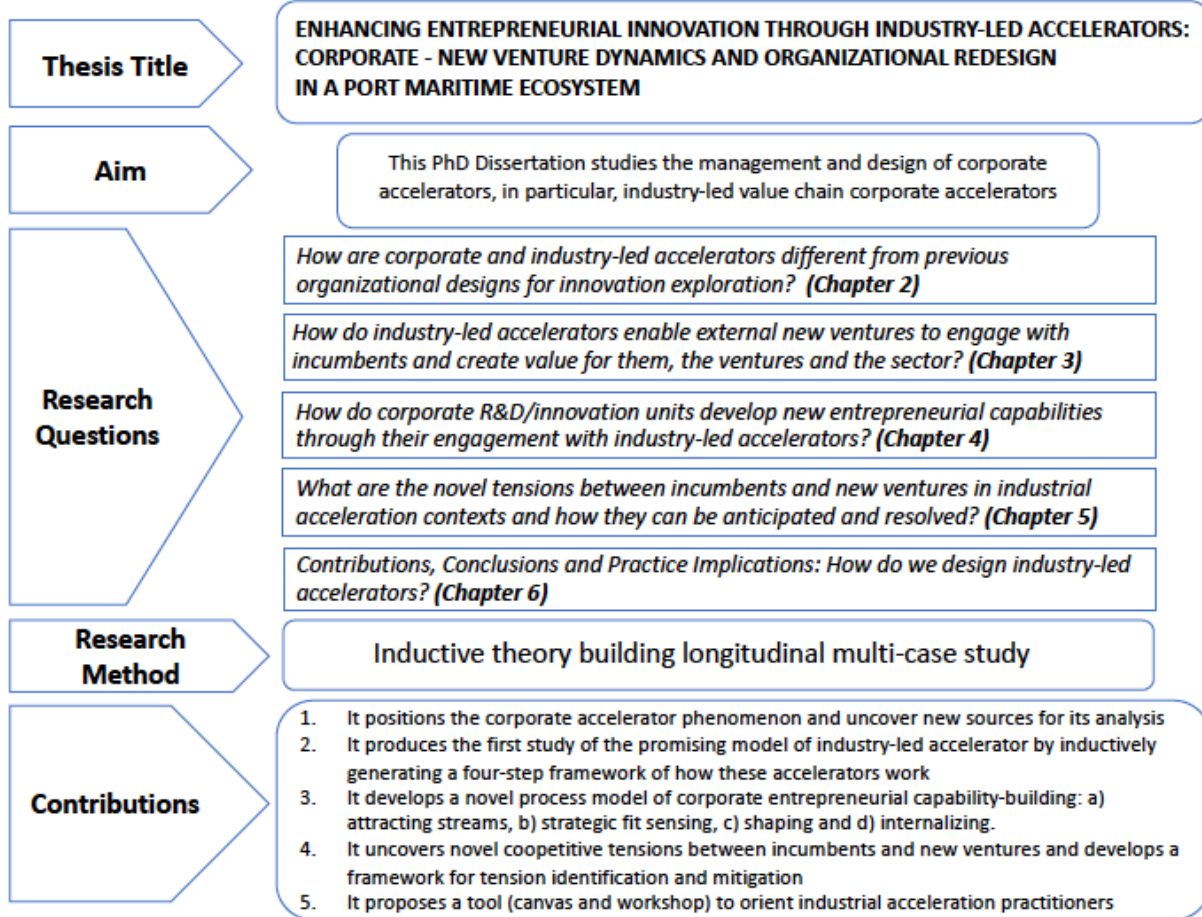 Thesis Title
ENHANCING ENTREPRENEURIAL INNOVATION THROUGH INDUSTRY-LED ACCELERATORS:
CORPORATE - NEW VENTURE DYNAMICS AND ORGANIZATIONAL REDESIGN
IN A PORT MARITIME ECOSYSTEM
Aim
This PhD Dissertation studies the management and design of corporate
accelerators, in particular, industry-led value chain corporate accelerators
Research
Questions
How are corporate and industry-led accelerators different from previous
organizational designs for innovation exploration? (Chapter 2)
How do industry-led accelerators enable external new ventures to engage with
incumbents and create value for them, the ventures and the sector? (Chapter 3)
How do corporate R&D/innovation units develop new entrepreneurial capabilities
through their engagement with industry-led accelerators? (Chapter 4)
What are the novel tensions between incumbents and new ventures in industrial
acceleration contexts and how they can be anticipated and resolved? (Chapter 5)
Contributions, Conclusions and Practice Implications: How do we design industry-led
accelerators? (Chapter 6)
Research
Method
Inductive theory building longitudinal multi-case study
Contributions
1. It positions the corporate accelerator phenomenon and uncover new sources for its analysis
2. It produces the first study of the promising model of industry-led accelerator by inductively
generating a four-step framework of how these accelerators work
3. It develops a novel process model of corporate entrepreneurial capability-building: a)
attracting streams, b) strategic fit sensing, c) shaping and d) internalizing.
4. It uncovers novel coopetitive tensions between incumbents and new ventures and develops a
framework for tension identification and mitigation
5. It proposes a tool (canvas and workshop) to orient industrial acceleration practitioners